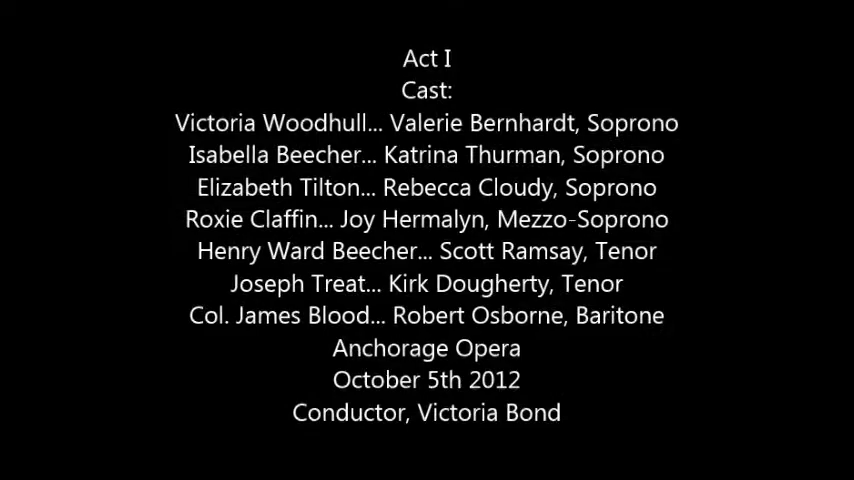 Act I
Cast:
Victoria Woodhull... Valerie Bernhardt, Soprono
Isabella Beecher... Katrina Thurman, Soprono
Elizabeth Tilton... Rebecca Cloudy, Soprono
Roxie Claffin... Joy Hermalyn, Mezzo-Soprono
Henry Ward Beecher... Scott Ramsay, Tenor
Joseph Treat... Kirk Dougherty, Tenor
Col. James Blood... Robert Osborne, Baritone
Anchorage Opera
October 5th 2012
Conductor, Victoria Bond